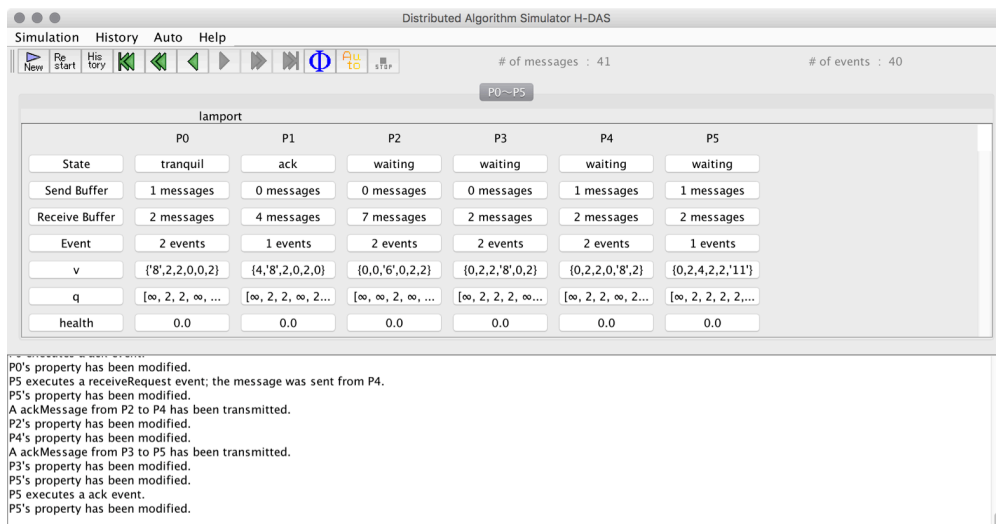 Distributed Algorithm Simulator H-DAS
Simulation History Auto Help
New Re start His tory Φ Au to STOP # of messages : 41 # of events : 40
P0~P5
lamport
P0 P1 P2 P3 P4 P5
State tranquil ack waiting waiting waiting waiting
Send Buffer 1 messages 0 messages 0 messages 0 messages 1 messages 1 messages
Receive Buffer 2 messages 4 messages 7 messages 2 messages 2 messages 2 messages
Event 2 events 1 events 2 events 2 events 2 events 1 events
v {'8',2,2,0,0,2} {4,'8',2,0,2,0} {0,0,'6',0,2,2} {0,2,2,'8',0,2} {0,2,2,0,'8',2} {0,2,4,2,2,'11'}
q [∞, 2, 2, ∞, ... [∞, 2, 2, ∞, 2... [∞, ∞, 2, ∞, ... [∞, 2, 2, 2, ∞... [∞, 2, 2, ∞, 2... [∞, 2, 2, 2, 2,...
health 0.0 0.0 0.0 0.0 0.0 0.0
P0's property has been modified.
P5 executes a receiveRequest event; the message was sent from P4.
P5's property has been modified.
A ackMessage from P2 to P4 has been transmitted.
P2's property has been modified.
P4's property has been modified.
A ackMessage from P3 to P5 has been transmitted.
P3's property has been modified.
P5's property has been modified.
P5 executes a ack event.
P5's property has been modified.